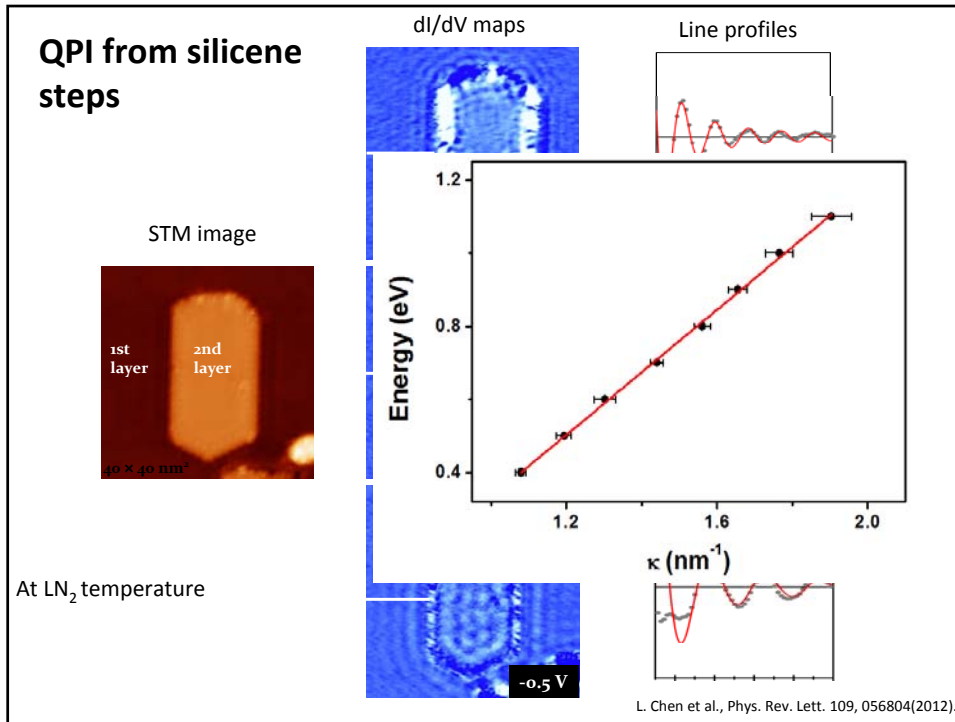 QPI from silicene
steps
dI/dV maps
Line profiles
STM image
1st
layer
2nd
layer
40 × 40 nm²
At LN₂ temperature
Energy (eV)
1.2
0.8
0.4
1.2
1.6
2.0
κ (nm⁻¹)
-0.5 V
L. Chen et al., Phys. Rev. Lett. 109, 056804(2012).